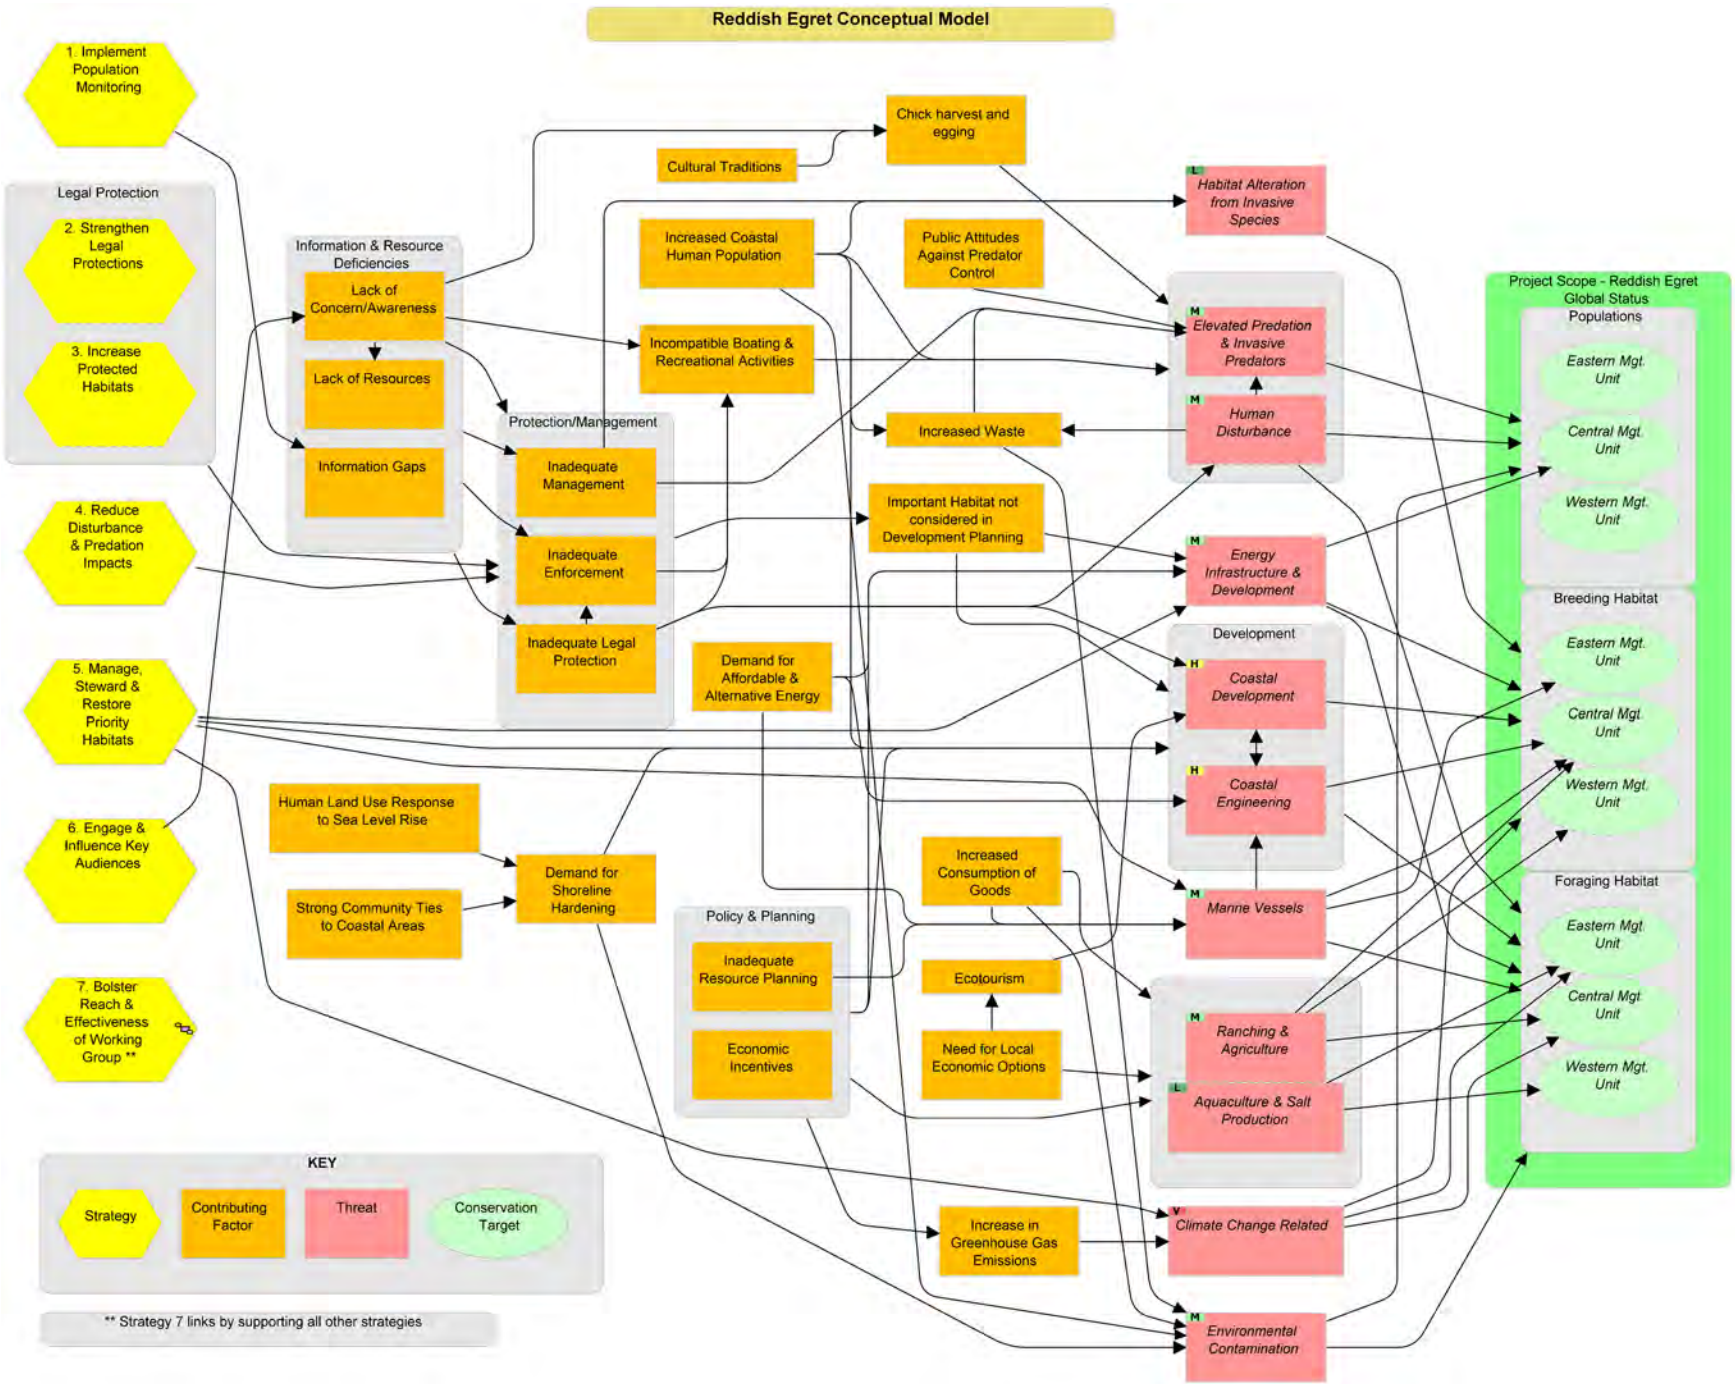 Reddish Egret Conceptual Model
1. Implement
Population
Monitoring
Legal Protection
2. Strengthen
Legal
Protections
3. Increase
Protected
Habitats
4. Reduce
Disturbance
& Predation
Impacts
5. Manage,
Steward &
Restore
Priority
Habitats
6. Engage &
Influence Key
Audiences
7. Bolster
Reach &
Effectiveness
of Working
Group **
Information & Resource
Deficiencies
Lack of
Concern/Awareness
Lack of Resources
Information Gaps
Protection/Management
Inadequate
Management
Inadequate
Enforcement
Inadequate Legal
Protection
Human Land Use Response
to Sea Level Rise
Strong Community Ties
to Coastal Areas
Demand for
Shoreline
Hardening
Cultural Traditions
Increased Coastal
Human Population
Incompatible Boating &
Recreational Activities
Demand for
Affordable &
Alternative Energy
Policy & Planning
Inadequate
Resource Planning
Economic
Incentives
Chick harvest and
egging
Public Attitudes
Against Predator
Control
Increased Waste
Important Habitat not
considered in
Development Planning
Increased
Consumption of
Goods
Ecotourism
Need for Local
Economic Options
Increase in
Greenhouse Gas
Emissions
L
Habitat Alteration
from Invasive
Species
M
Elevated Predation
& Invasive
Predators
M
Human
Disturbance
M
Energy
Infrastructure &
Development
Development
H
Coastal
Development
H
Coastal
Engineering
M
Marine Vessels
M
Ranching &
Agriculture
L
Aquaculture & Salt
Production
V
Climate Change Related
M
Environmental
Contamination
Project Scope - Reddish Egret
Global Status
Populations
Eastern Mgt.
Unit
Central Mgt.
Unit
Western Mgt.
Unit
Breeding Habitat
Eastern Mgt.
Unit
Central Mgt.
Unit
Western Mgt.
Unit
Foraging Habitat
Eastern Mgt.
Unit
Central Mgt.
Unit
Western Mgt.
Unit
KEY
Strategy
Contributing
Factor
Threat
Conservation
Target
** Strategy 7 links by supporting all other strategies